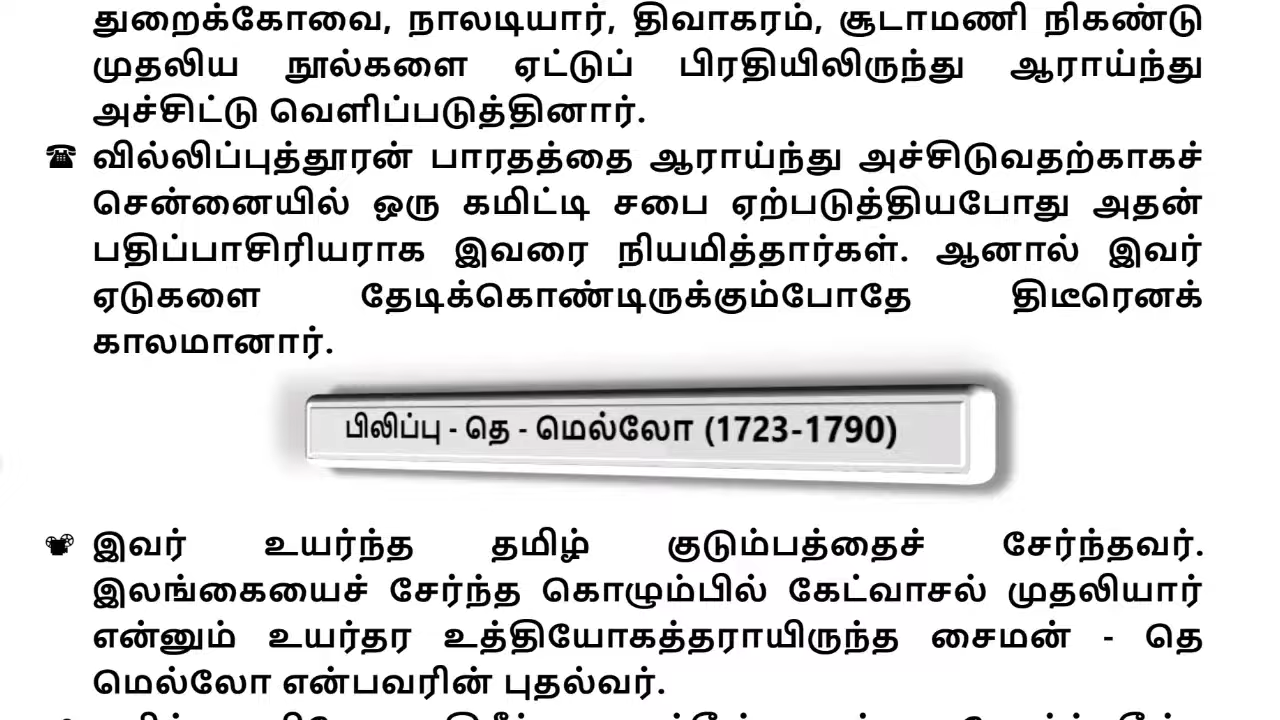 துறைக்கோவை, நாலடியார், திவாகரம், சூடாமணி நிகண்டு
முதலிய நூல்களை ஏட்டுப் பிரதியிலிருந்து ஆராய்ந்து
அச்சிட்டு வெளிப்படுத்தினார்.
வில்லிப்புத்தூரன் பாரதத்தை ஆராய்ந்து அச்சிடுவதற்காகச்
சென்னையில் ஒரு கமிட்டி சபை ஏற்படுத்தியபோது அதன்
பதிப்பாசிரியராக இவரை நியமித்தார்கள். ஆனால் இவர்
ஏடுகளை தேடிக்கொண்டிருக்கும்போதே திடீரெனக்
காலமானார்.
பிலிப்பு - தெ - மெல்லோ (1723-1790)
இவர் உயர்ந்த தமிழ் குடும்பத்தைச் சேர்ந்தவர்.
இலங்கையைச் சேர்ந்த கொழும்பில் கேட்வாசல் முதலியார்
என்னும் உயர்தர உத்தியோகத்தராயிருந்த சைமன் - தெ
மெல்லோ என்பவரின் புதல்வர்.